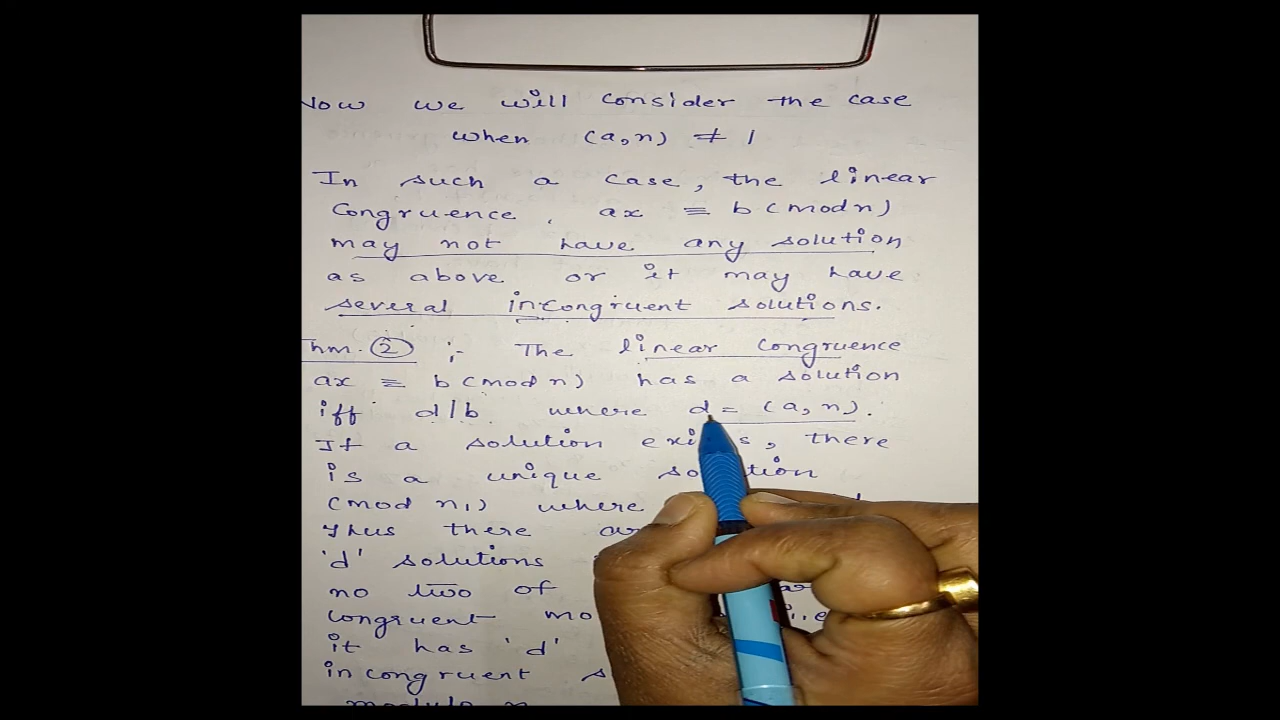 Now we will consider the case
when (a,n) ≠ 1
In such a case, the linear
Congruence, ax ≡ b(modn)
may not have any solution
as above or it may have
several incongruent solutions.
Thm. ② :- The linear congruence
ax ≡ b(mod n) has a solution
iff d/b where d = (a, n).
If a solution , there
is a unique
(mod n₁) where
Thus there
'd' solutions
no two of
congruent i.e
it has 'd'
incongruent
modulo n